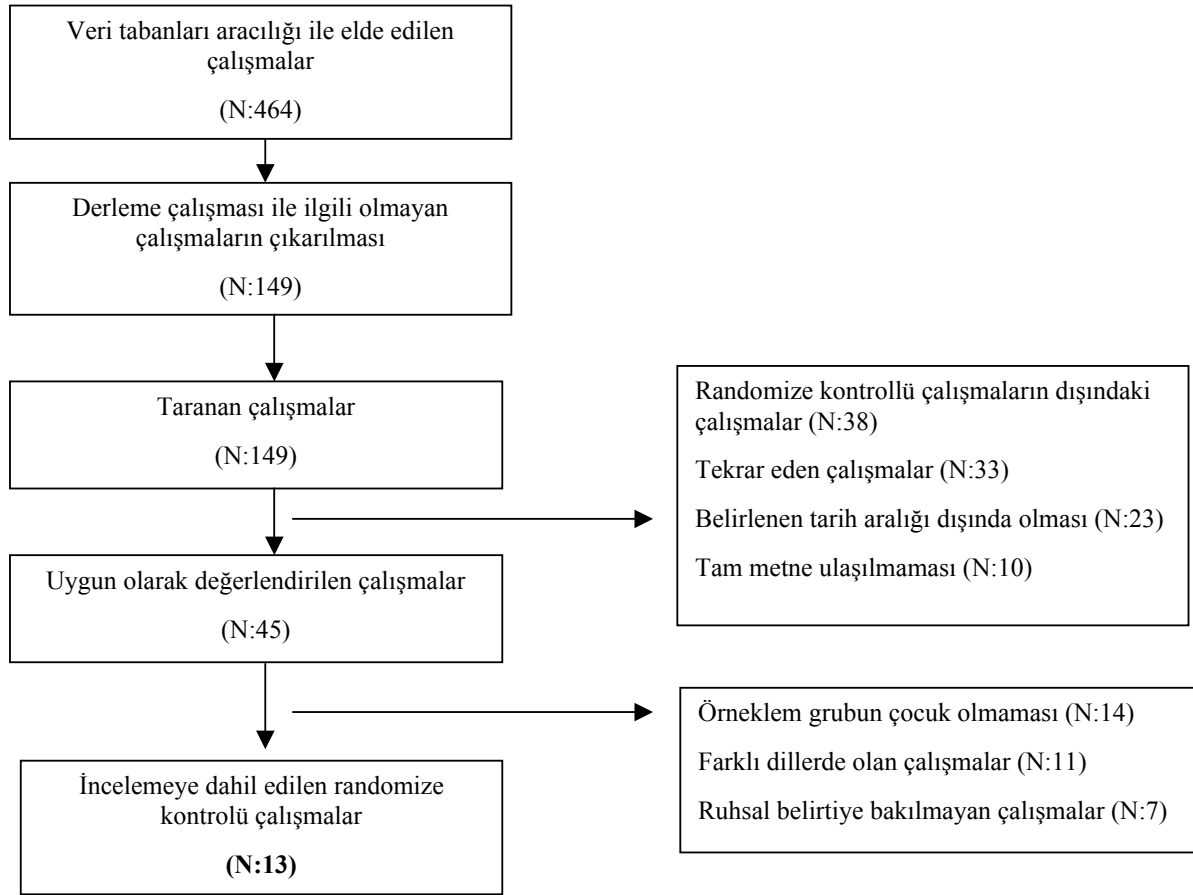 Veri tabanları aracılığı ile elde edilen
çalışmalar
(N:464)
Derleme çalışması ile ilgili olmayan
çalışmaların çıkarılması
(N:149)
Taranan çalışmalar
(N:149)
Randomize kontrollü çalışmaların dışındaki
çalışmalar (N:38)
Tekrar eden çalışmalar (N:33)
Belirlenen tarih aralığı dışında olması (N:23)
Tam metne ulaşılmaması (N:10)
Uygun olarak değerlendirilen çalışmalar
(N:45)
Örneklem grubun çocuk olmaması (N:14)
Farklı dillerde olan çalışmalar (N:11)
Ruhsal belirtiye bakılmayan çalışmalar (N:7)
İncelemeye dahil edilen randomize
kontrolü çalışmalar
(N:13)